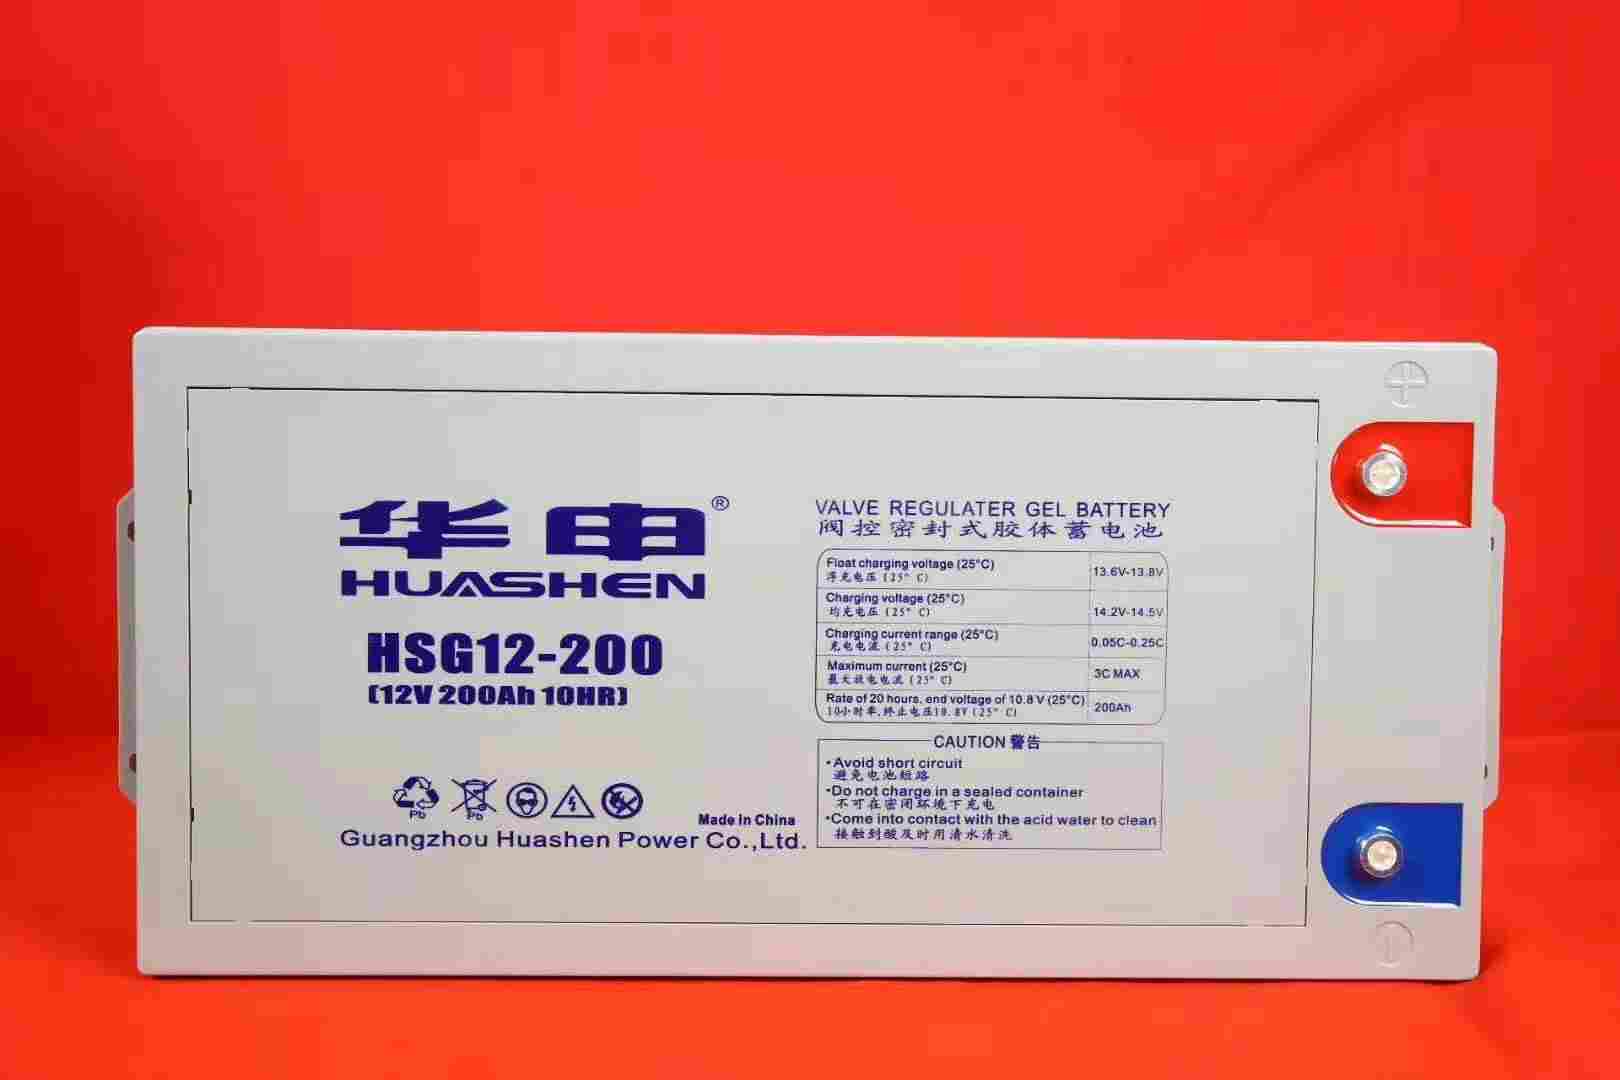 华申®
HUASHEN
HSG12-200
(12V 200Ah 10HR)
Pb
Pb
Made in China
Guangzhou Huashen Power Co.,Ltd.
VALVE REGULATER GEL BATTERY
阀控密封式胶体蓄电池
Float charging voltage (25°C)
浮充电压 (25°C)
13.6V-13.8V
Charging voltage (25°C)
均充电压 (25°C)
14.2V-14.5V
Charging current range (25°C)
充电电流 (25°C)
0.05C-0.25C
Maximum current (25°C)
最大放电电流 (25°C)
3C MAX
Rate of 20 hours, end voltage of 10.8V (25°C)
10小时率,终止电压10.8V (25°C)
200Ah
CAUTION 警告
•Avoid short circuit
避免电池短路
•Do not charge in a sealed container
不可在密闭环境下充电
•Come into contact with the acid water to clean
接触到酸及时用清水清洗
+
-